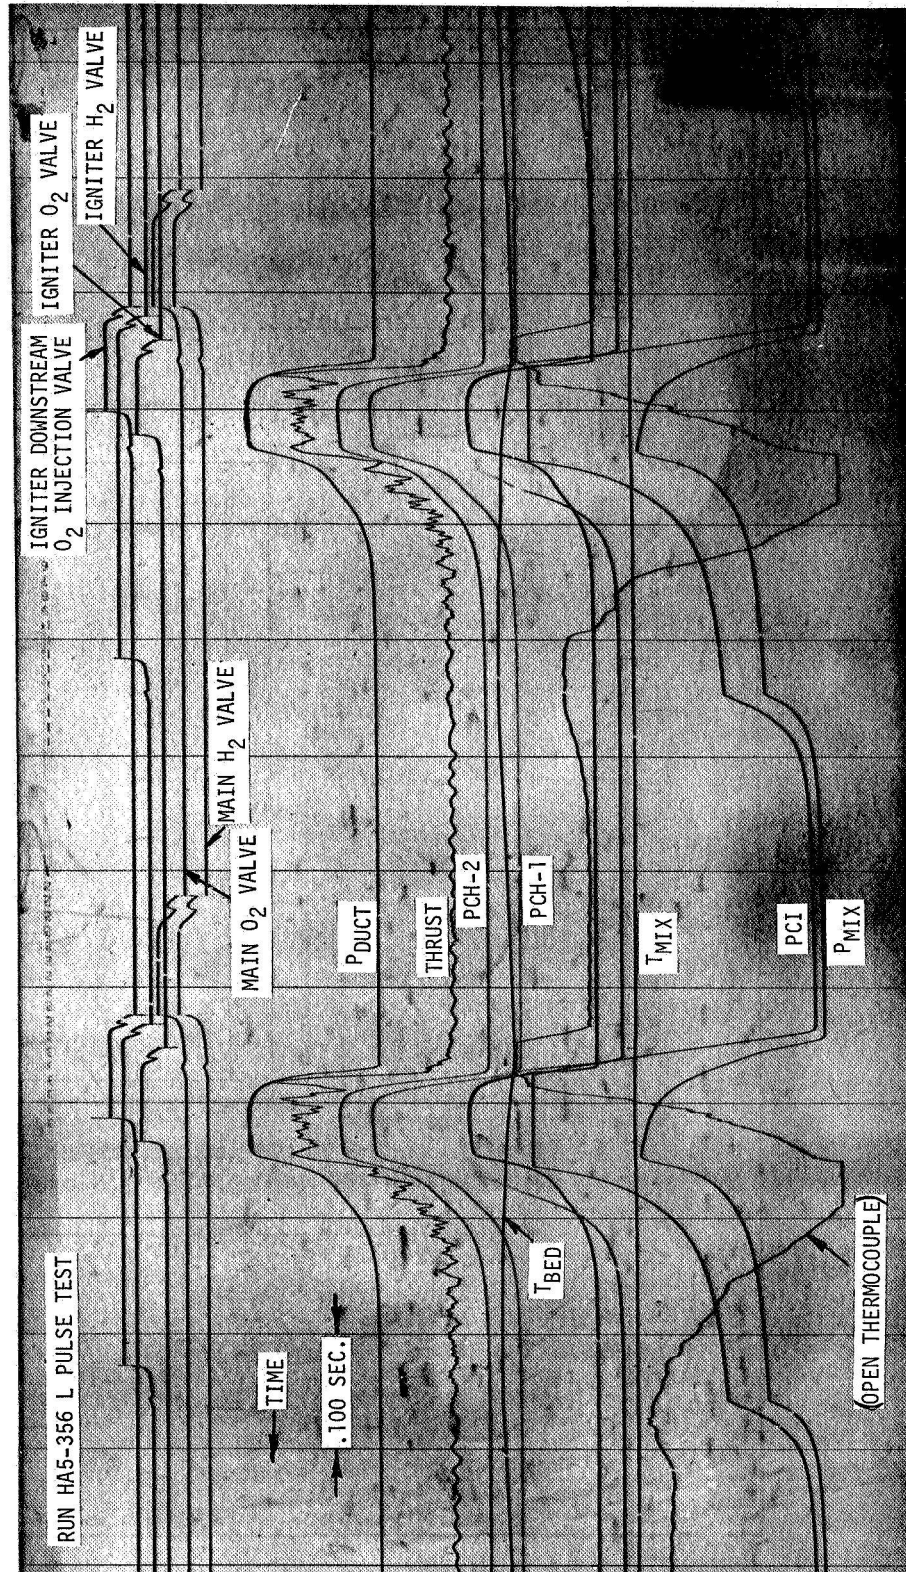 RUN HA5-356 L PULSE TEST
IGNITER DOWNSTREAM
O2 INJECTION VALVE
IGNITER O2 VALVE
IGNITER H2 VALVE
MAIN O2 VALVE
MAIN H2 VALVE
TIME
.100 SEC.
PDUCT
THRUST
PCH-2
PCH-1
TBED
TMIX
PCI
PMIX
(OPEN THERMOCOUPLE)